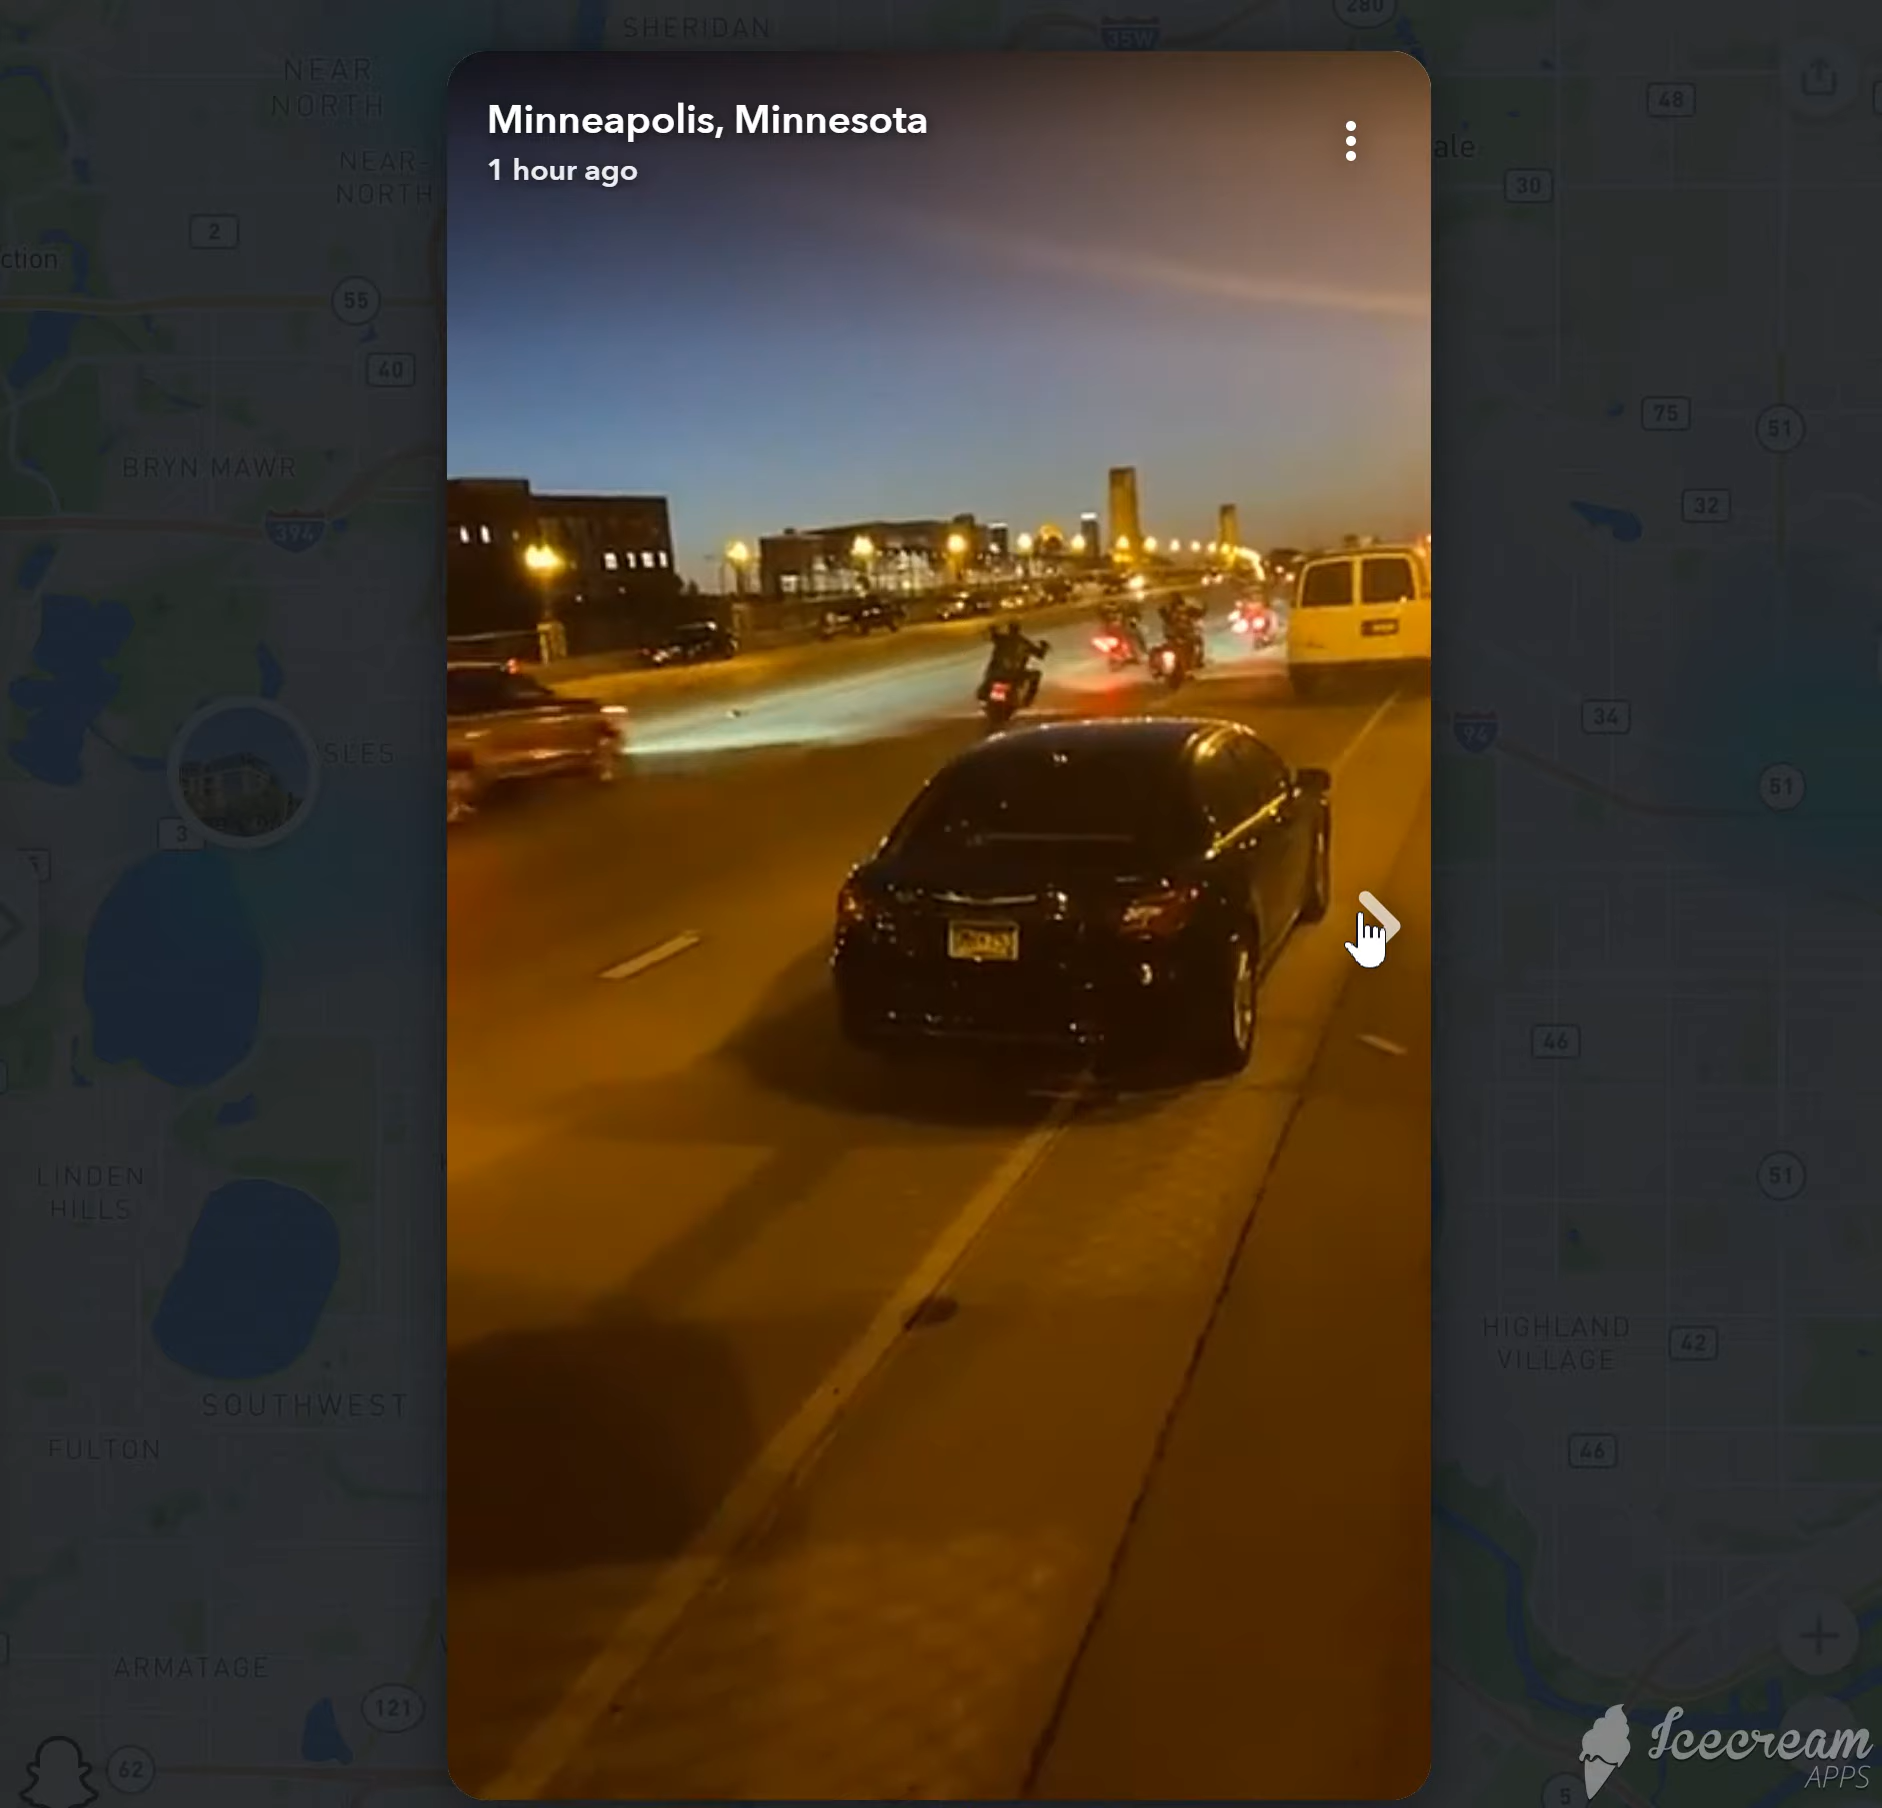 SHERIDAN
280
35W
NEAR
NORTH
48
Minneapolis, Minnesota
1 hour ago
ale
NEAR-
NORTH
30
2
ction
55
40
75
51
BRYN MAWR
32
394
34
94
ISLES
51
3
46
LINDEN
HILLS
51
HIGHLAND
VILLAGE
42
SOUTHWEST
FULTON
46
ARMATAGE
121
Icecream
APPS
62
5